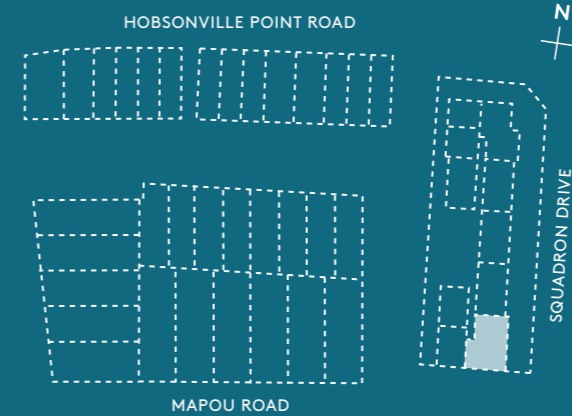 HOBSONVILLE POINT ROAD
N
SQUADRON DRIVE
MAPOU ROAD